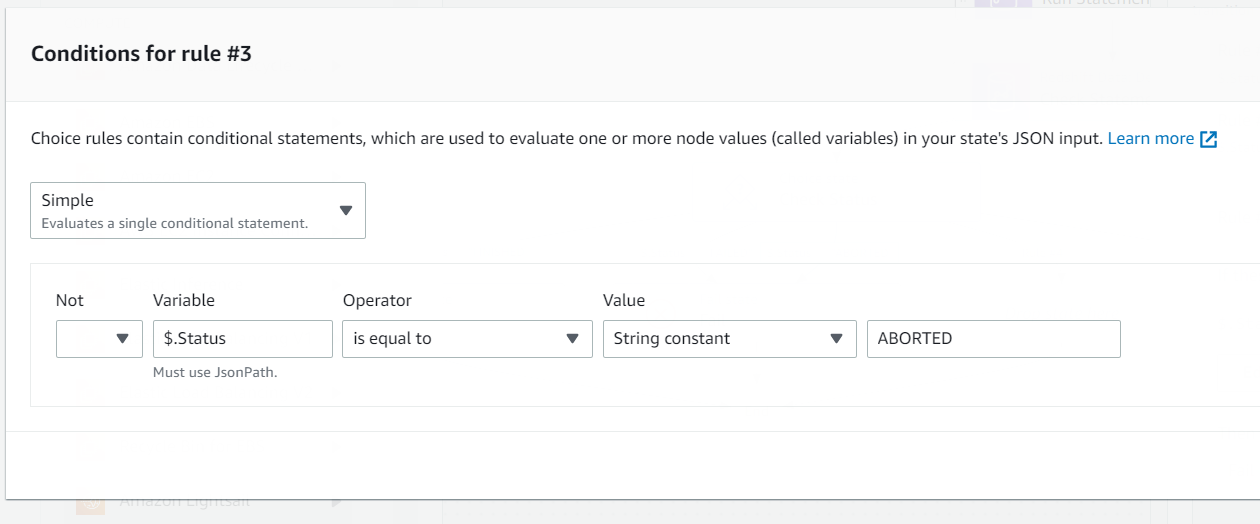 Conditions for rule #3
Choice rules contain conditional statements, which are used to evaluate one or more node values (called variables) in your state's JSON input. Learn more
Simple
Evaluates a single conditional statement.
Not Variable Operator Value
$.Status is equal to String constant ABORTED
Must use JsonPath.
Amazon Lightsail